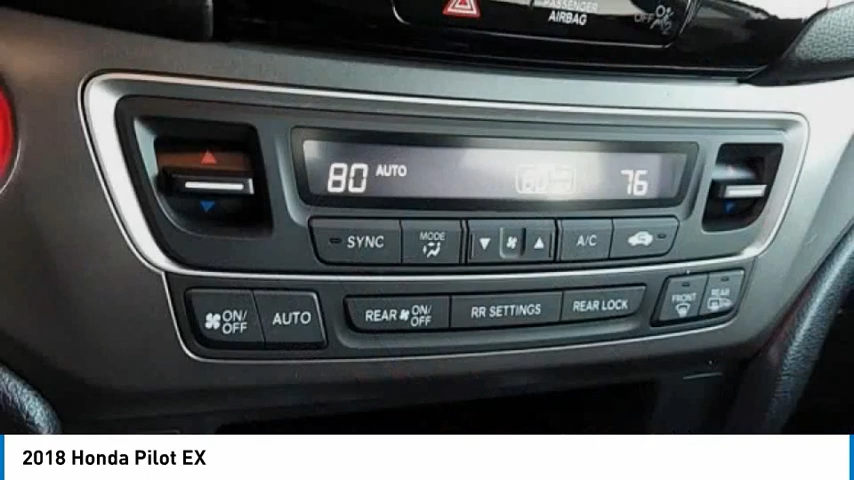 PASSENGER
AIRBAG
OFF
80 AUTO
76
SYNC
MODE
A/C
ON/
OFF
AUTO
REAR ON/
OFF
RR SETTINGS
REAR LOCK
FRONT
REAR
2018 Honda Pilot EX